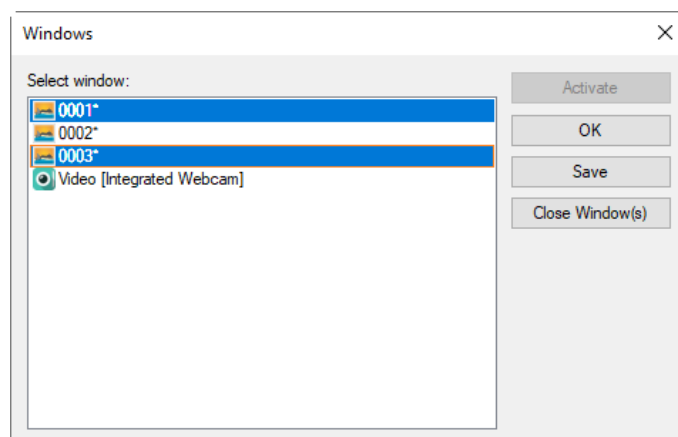 Windows
Select window:
0001*
0002*
0003*
Video [Integrated Webcam]
Activate
OK
Save
Close Window(s)